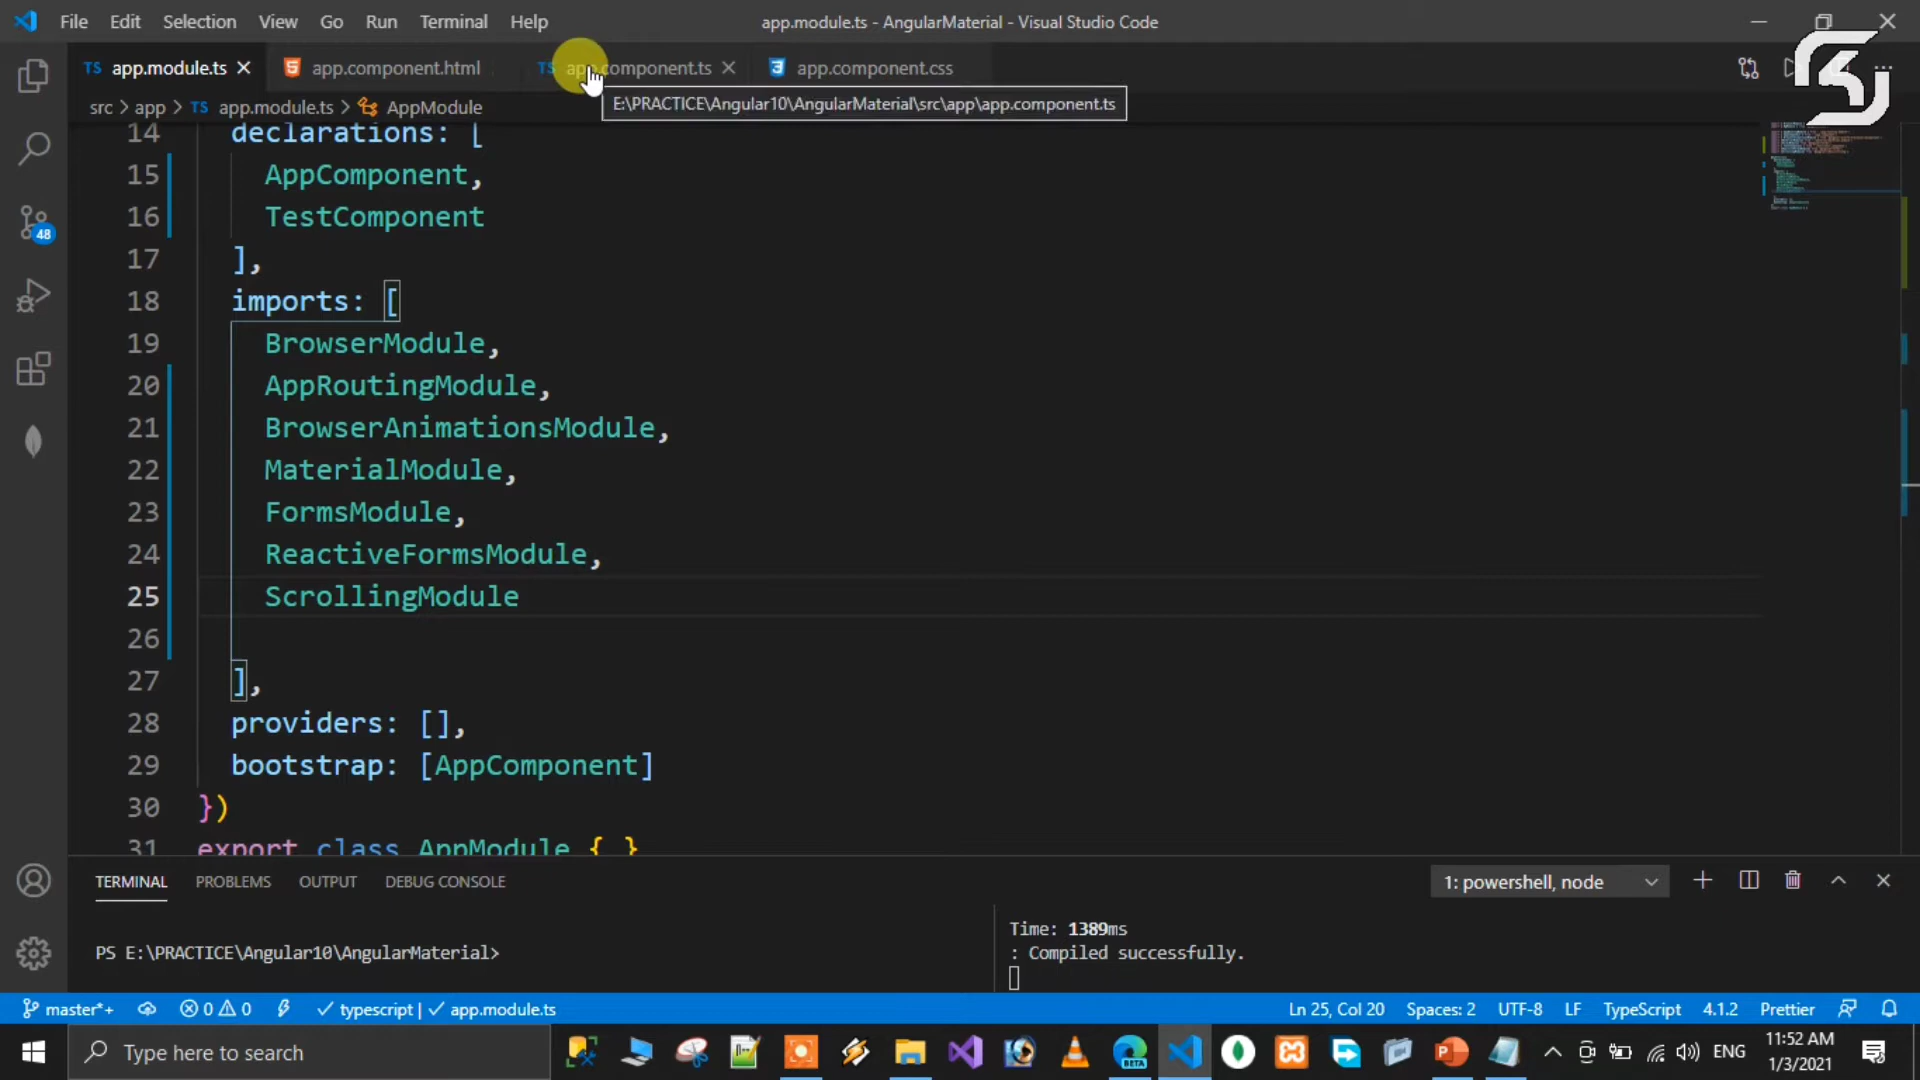 File Edit Selection View Go Run Terminal Help
app.module.ts - AngularMaterial - Visual Studio Code
TS app.module.ts
app.component.html
TS app.component.ts
app.component.css
src > app > TS app.module.ts > AppModule
E:\PRACTICE\Angular10\AngularMaterial\src\app\app.component.ts
14 declarations: [
15 AppComponent,
16 TestComponent
17 ],
18 imports: [
19 BrowserModule,
20 AppRoutingModule,
21 BrowserAnimationsModule,
22 MaterialModule,
23 FormsModule,
24 ReactiveFormsModule,
25 ScrollingModule
26
27 ],
28 providers: [],
29 bootstrap: [AppComponent]
30 })
31 export class AppModule { }
48
TERMINAL PROBLEMS OUTPUT DEBUG CONSOLE
1: powershell, node
PS E:\PRACTICE\Angular10\AngularMaterial>
Time: 1389ms
: Compiled successfully.
master*+ 0 0 typescript | app.module.ts
Ln 25, Col 20 Spaces: 2 UTF-8 LF TypeScript 4.1.2 Prettier
Type here to search
BETA
ENG
11:52 AM
1/3/2021